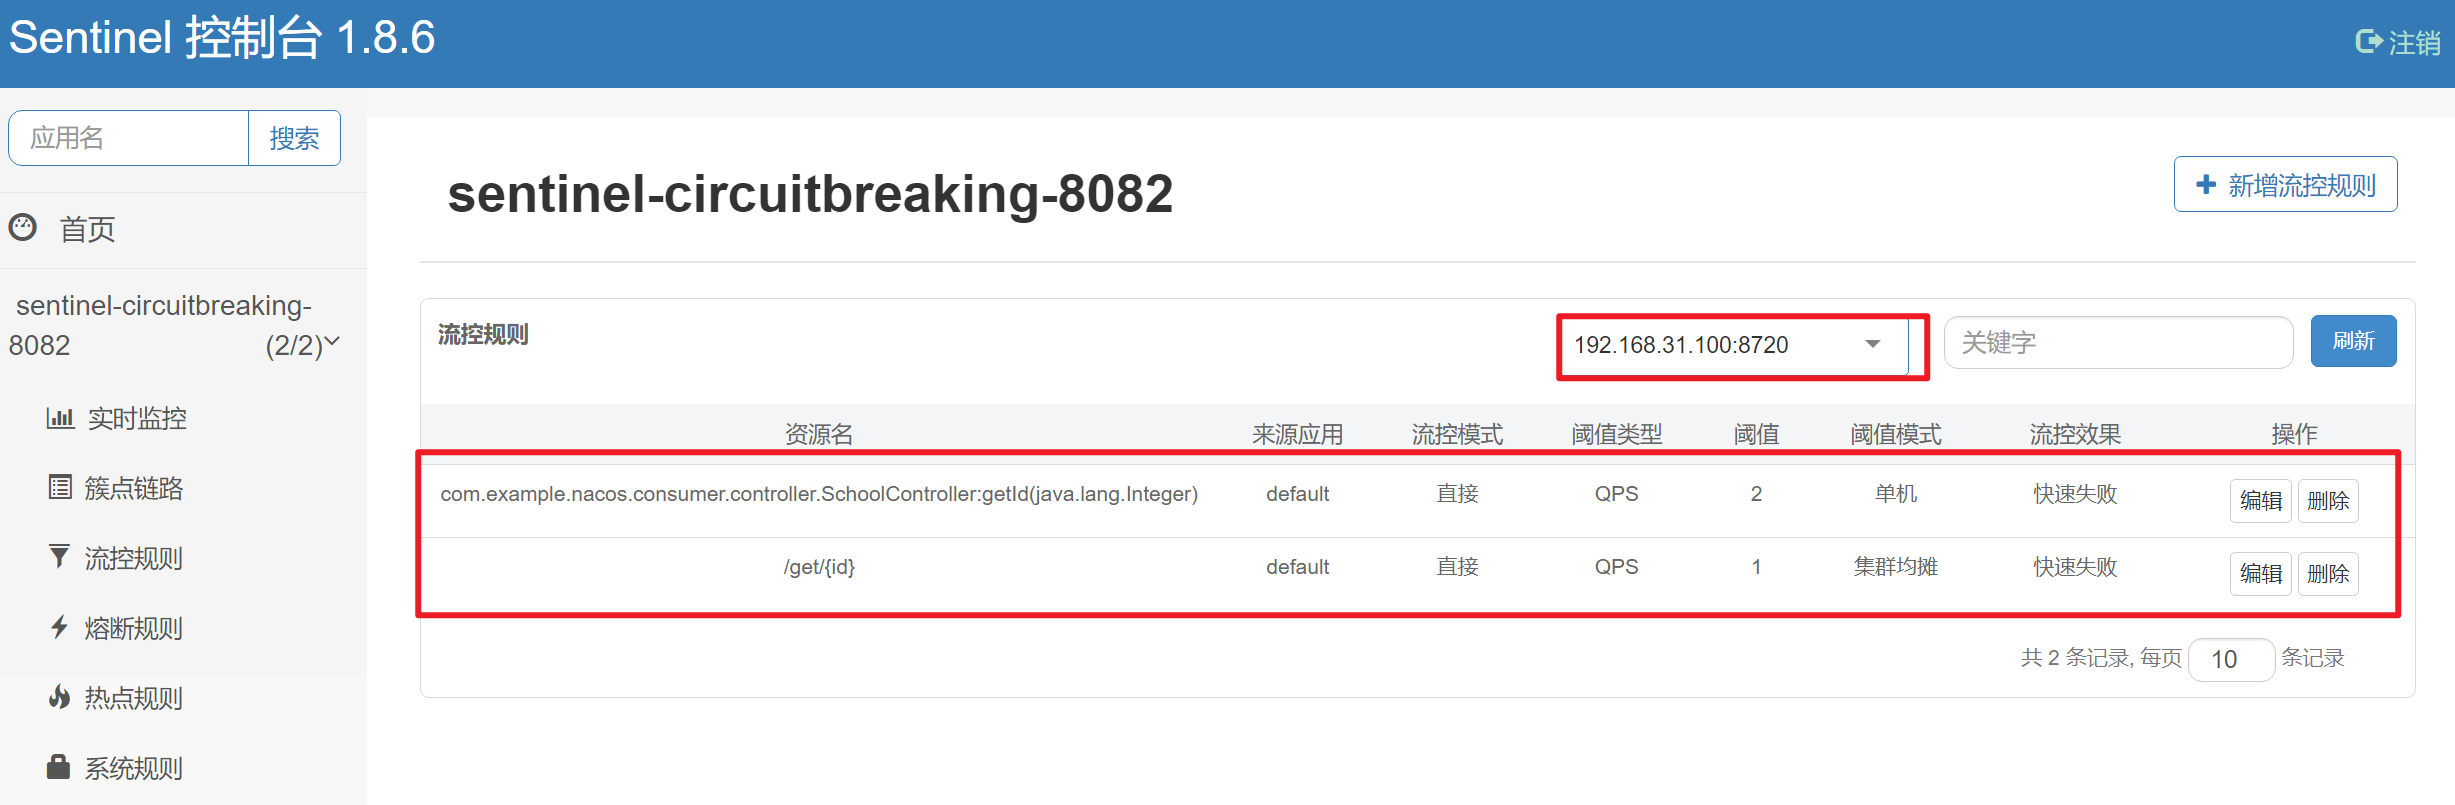 Sentinel 控制台 1.8.6
注销
应用名
搜索
首页
sentinel-circuitbreaking-
8082
(2/2)
实时监控
簇点链路
流控规则
熔断规则
热点规则
系统规则
sentinel-circuitbreaking-8082
新增流控规则
流控规则
192.168.31.100:8720
关键字
刷新
资源名 来源应用 流控模式 阈值类型 阈值 阈值模式 流控效果 操作
com.example.nacos.consumer.controller.SchoolController:getId(java.lang.Integer) default 直接 QPS 2 单机 快速失败 编辑 删除
/get/{id} default 直接 QPS 1 集群均摊 快速失败 编辑 删除
共 2 条记录, 每页 10 条记录